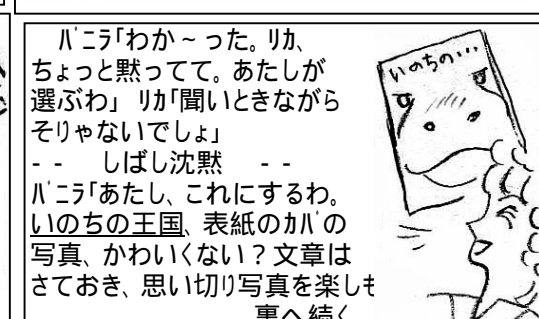 バニラ「わか～った。リカ、
ちょっと黙ってて。あたしが
選ぶわ」 リカ「聞いときながら
そりゃないでしょ」
- -　しばし沈黙　- -
バニラ「あたし、これにするわ。
いのちの王国、表紙のカバの
写真、かわいくない？文章は
さておき、思い切り写真を楽しも
裏へ続く
いのちの…